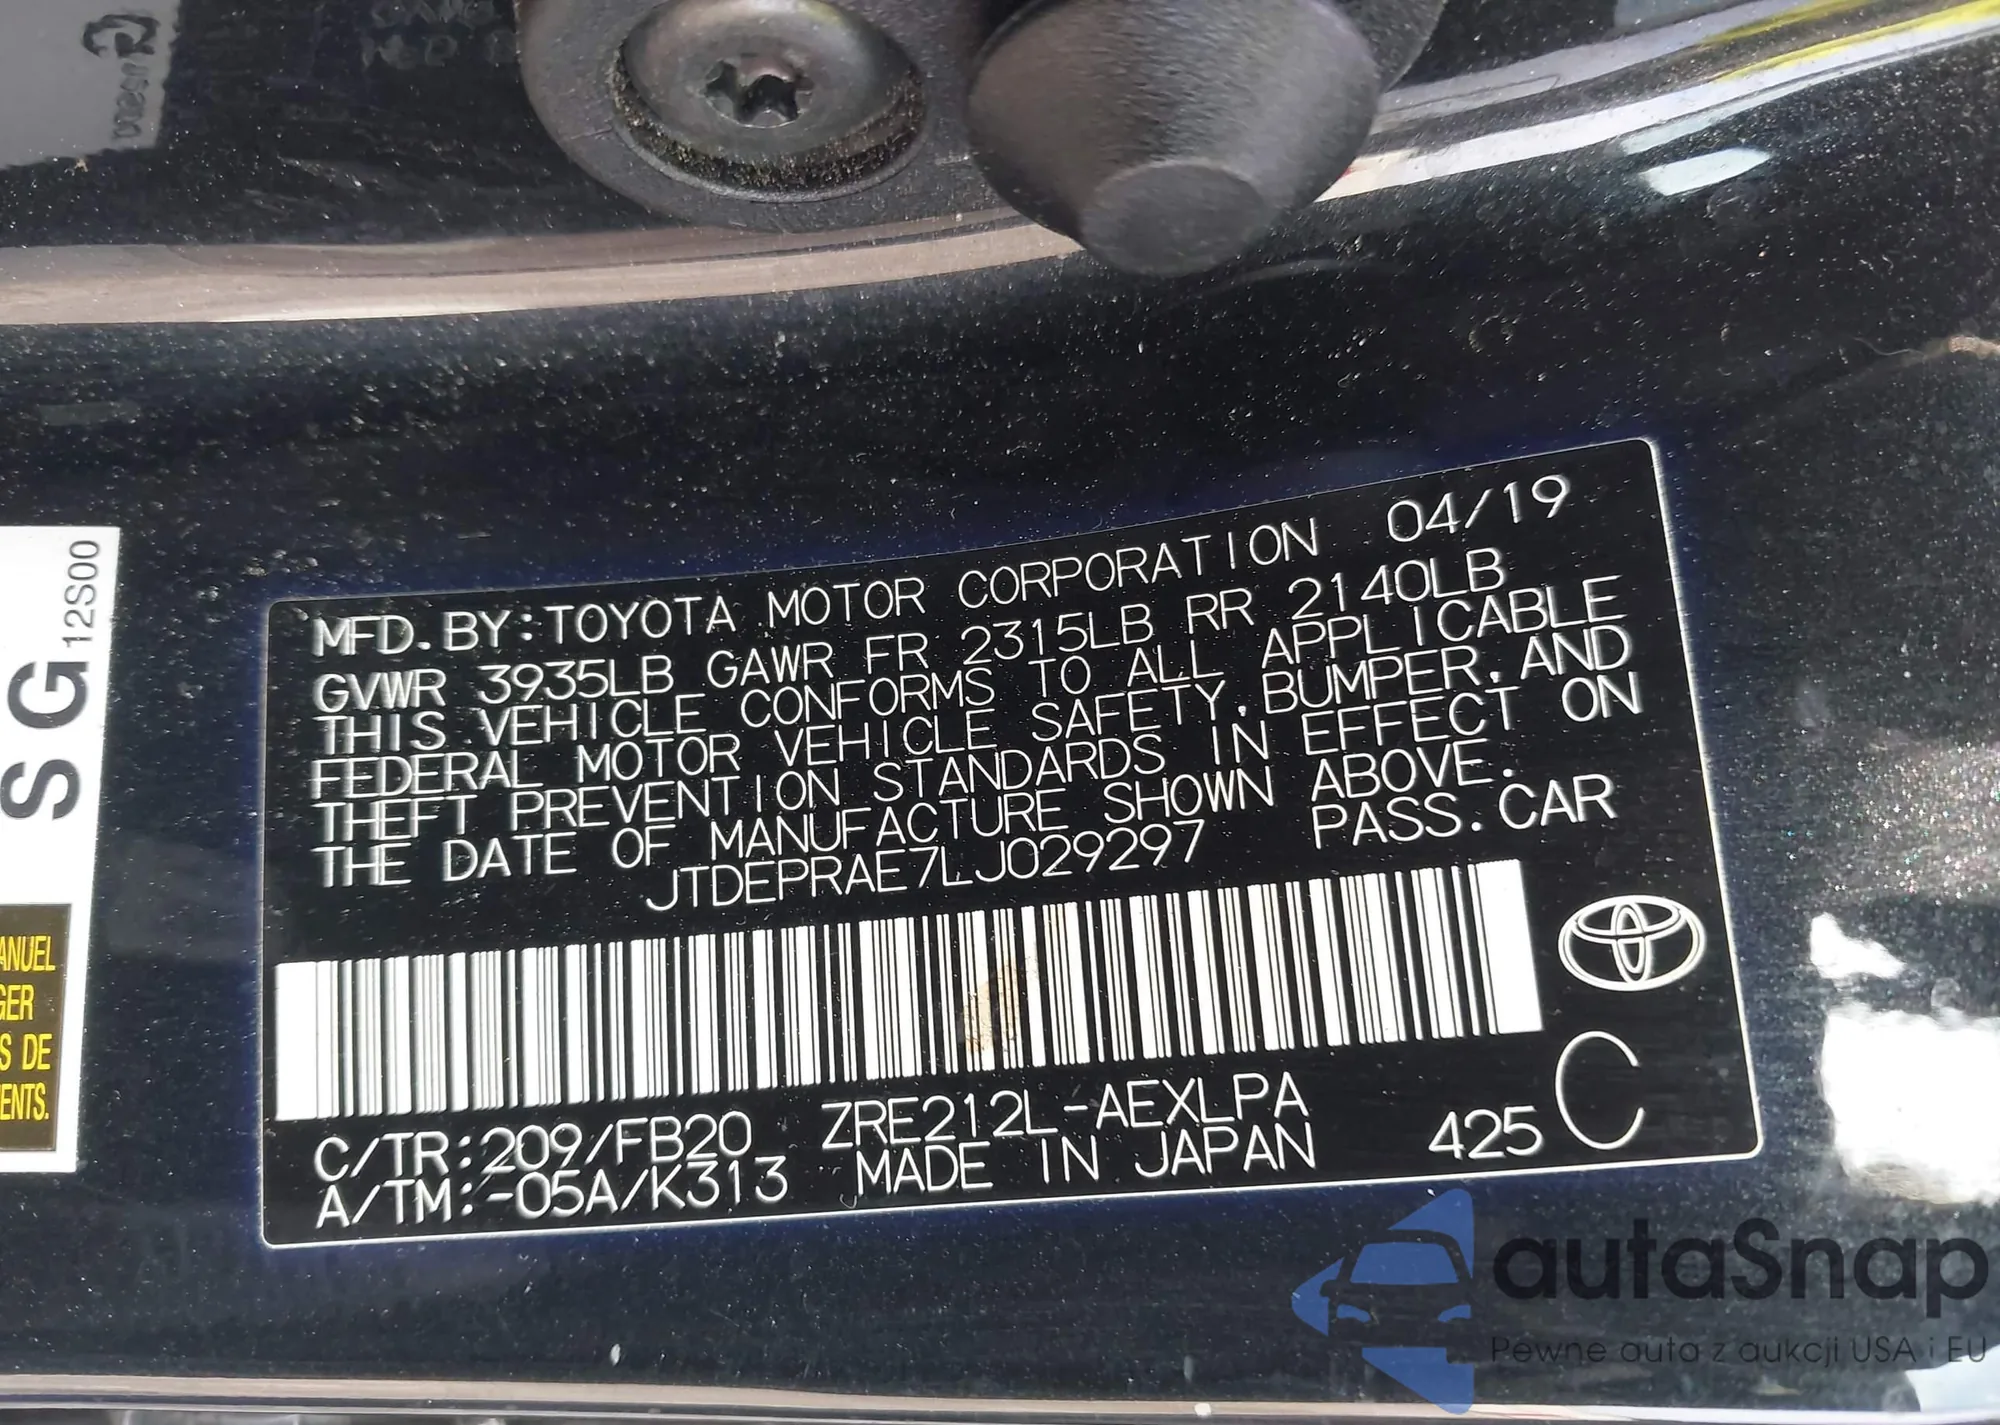 MFD. BY:TOYOTA MOTOR CORPORATION 04/19
GVWR 3935LB GAWR FR 2315LB RR 2140LB
THIS VEHICLE CONFORMS TO ALL APPLICABLE
FEDERAL MOTOR VEHICLE SAFETY, BUMPER, AND
THEFT PREVENTION STANDARDS IN EFFECT ON
THE DATE OF MANUFACTURE SHOWN ABOVE.
JTDEPRAE7LJ029297 PASS. CAR
C/TR:209/FB20 ZRE212L-AEXLPA
A/TM:-05A/K313 MADE IN JAPAN 425 C
SG 12S00
ANUEL
GER
S DE
ENTS.
autaSnap
Pewne auta z aukcji USA i EU